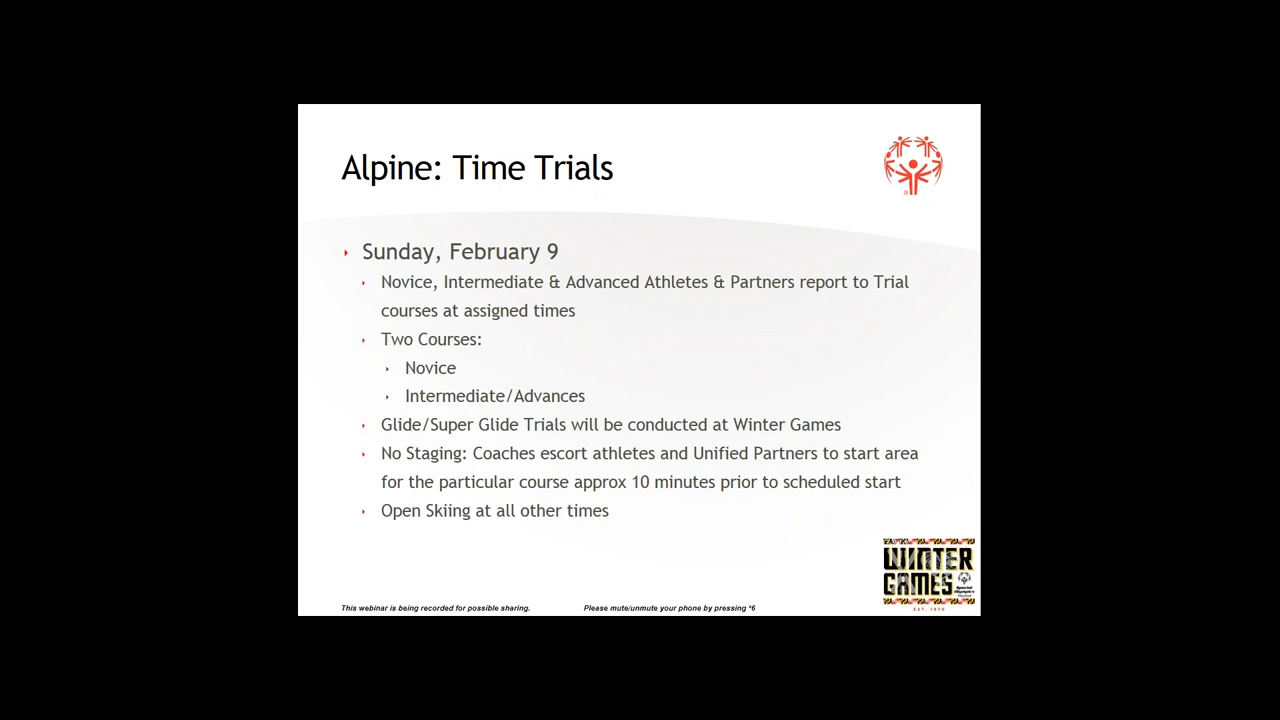 Alpine: Time Trials
Sunday, February 9
Novice, Intermediate & Advanced Athletes & Partners report to Trial
courses at assigned times
Two Courses:
Novice
Intermediate/Advances
Glide/Super Glide Trials will be conducted at Winter Games
No Staging: Coaches escort athletes and Unified Partners to start area
for the particular course approx 10 minutes prior to scheduled start
Open Skiing at all other times
WINTER
GAMES
EST. 1970
This webinar is being recorded for possible sharing.
Please mute/unmute your phone by pressing *6